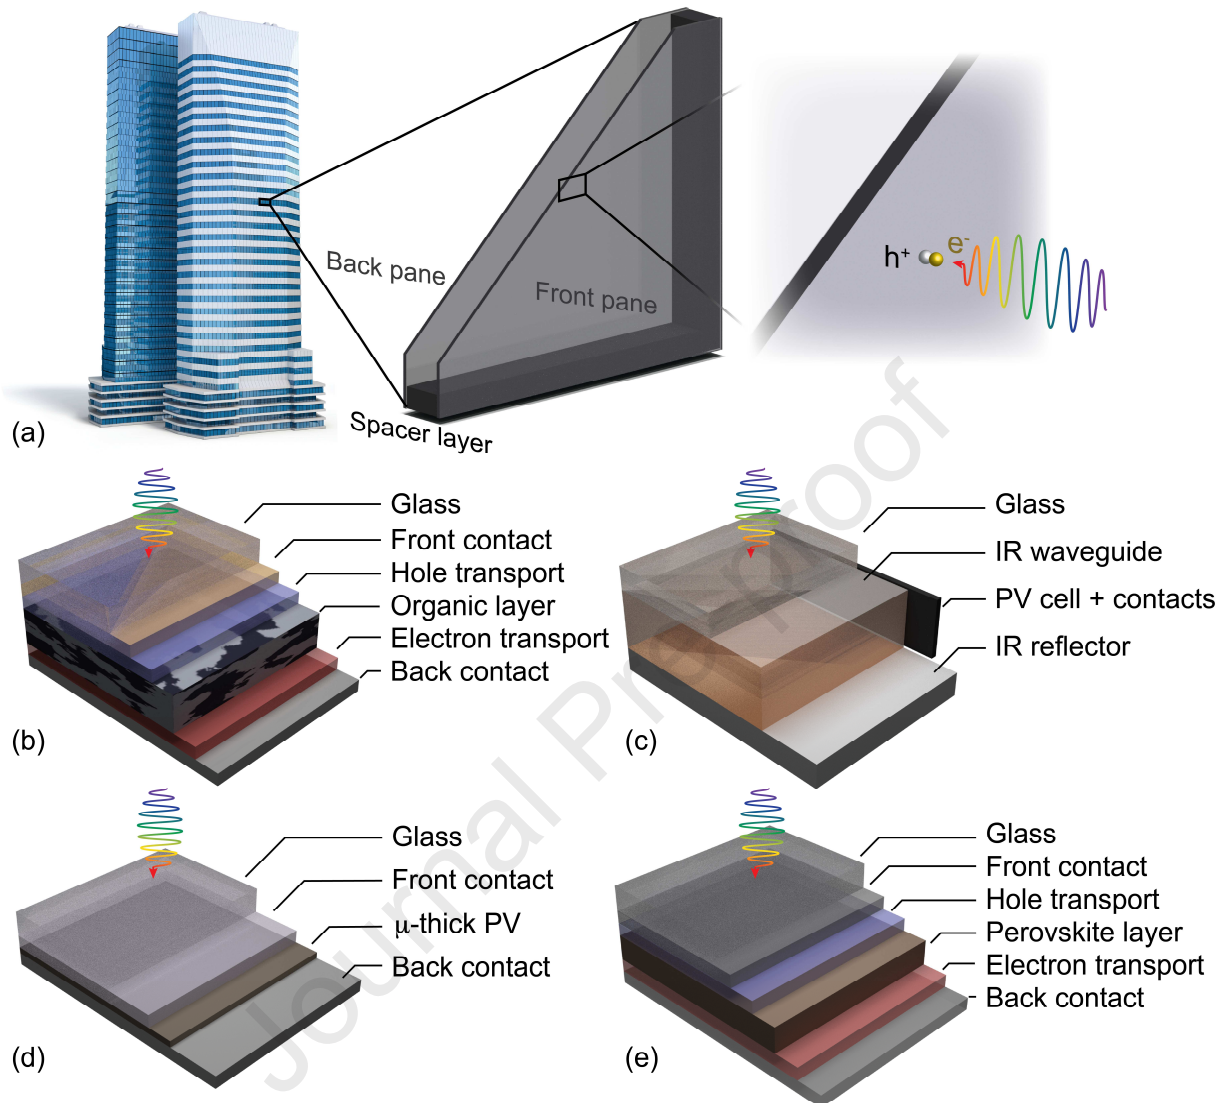 Back pane
Front pane
h⁺
e⁻
Spacer layer
(a)
Glass
Front contact
Hole transport
Organic layer
Electron transport
Back contact
(b)
Glass
IR waveguide
PV cell + contacts
IR reflector
(c)
Glass
Front contact
μ-thick PV
Back contact
(d)
Glass
Front contact
Hole transport
Perovskite layer
Electron transport
Back contact
(e)
Journal Pre-proof